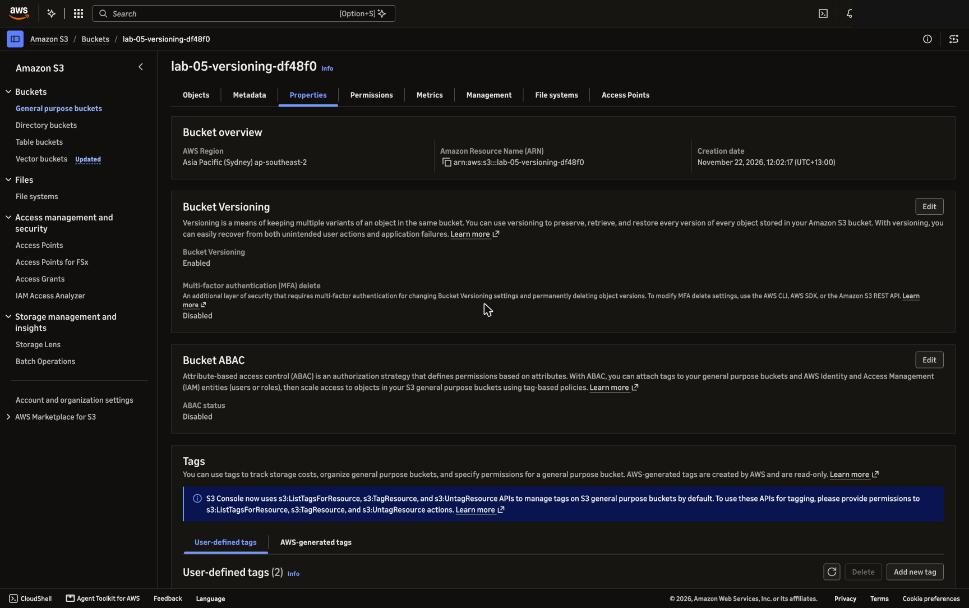 aws
Search
[Option+S]
Amazon S3 / Buckets / lab-05-versioning-df48f0
Amazon S3
Buckets
General purpose buckets
Directory buckets
Table buckets
Vector buckets Updated
Files
File systems
Access management and
security
Access Points
Access Points for FSx
Access Grants
IAM Access Analyzer
Storage management and
insights
Storage Lens
Batch Operations
Account and organization settings
AWS Marketplace for S3
lab-05-versioning-df48f0 Info
Objects Metadata Properties Permissions Metrics Management File systems Access Points
Bucket overview
AWS Region
Asia Pacific (Sydney) ap-southeast-2
Amazon Resource Name (ARN)
arn:aws:s3:::lab-05-versioning-df48f0
Creation date
November 22, 2026, 12:02:17 (UTC+13:00)
Bucket Versioning
Edit
Versioning is a means of keeping multiple variants of an object in the same bucket. You can use versioning to preserve, retrieve, and restore every version of every object stored in your Amazon S3 bucket. With versioning, you
can easily recover from both unintended user actions and application failures. Learn more
Bucket Versioning
Enabled
Multi-factor authentication (MFA) delete
An additional layer of security that requires multi-factor authentication for changing Bucket Versioning settings and permanently deleting object versions. To modify MFA delete settings, use the AWS CLI, AWS SDK, or the Amazon S3 REST API. Learn
more
Disabled
Bucket ABAC
Edit
Attribute-based access control (ABAC) is an authorization strategy that defines permissions based on attributes. With ABAC, you can attach tags to your general purpose buckets and AWS Identity and Access Management
(IAM) entities (users or roles), then scale access to objects in your S3 general purpose buckets using tag-based policies. Learn more
ABAC status
Disabled
Tags
You can use tags to track storage costs, organize general purpose buckets, and specify permissions for a general purpose bucket. AWS-generated tags are created by AWS and are read-only. Learn more
S3 Console now uses s3:ListTagsForResource, s3:TagResource, and s3:UntagResource APIs to manage tags on S3 general purpose buckets by default. To use these APIs for tagging, please provide permissions to
s3:ListTagsForResource, s3:TagResource, and s3:UntagResource actions. Learn more
User-defined tags AWS-generated tags
User-defined tags (2) Info
Delete
Add new tag
CloudShell Agent Toolkit for AWS Feedback Language
© 2026, Amazon Web Services, Inc. or its affiliates. Privacy Terms Cookie preferences